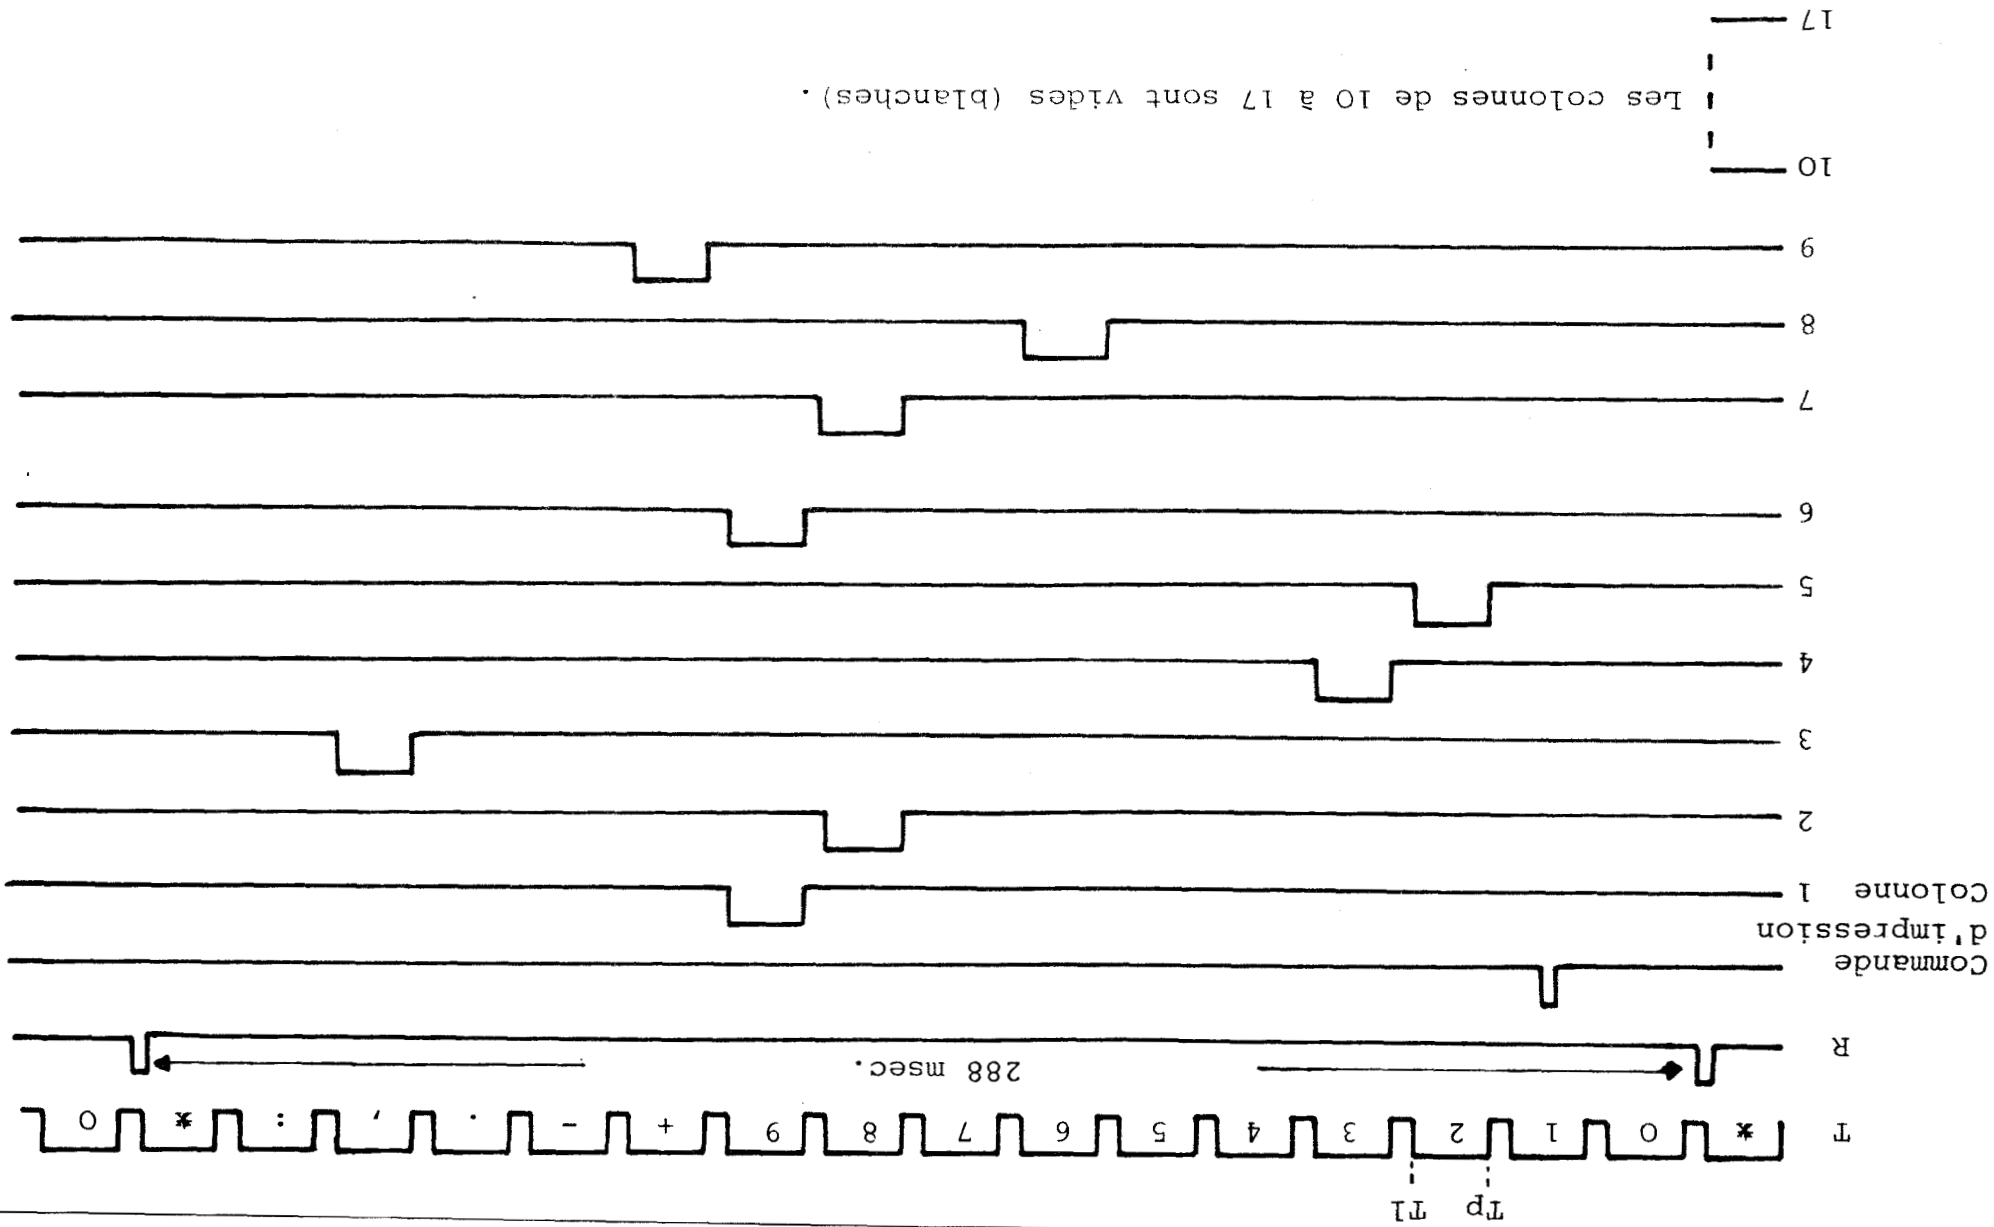 Tp Tl
T * 0 1 2 3 4 5 6 7 8 9 + - . , : * 0
R 288 msec.
Commande
d'impression
Colonne 1
2
3
4
5
6
7
8
9
10
Les colonnes de 10 à 17 sont vides (blanches).
17